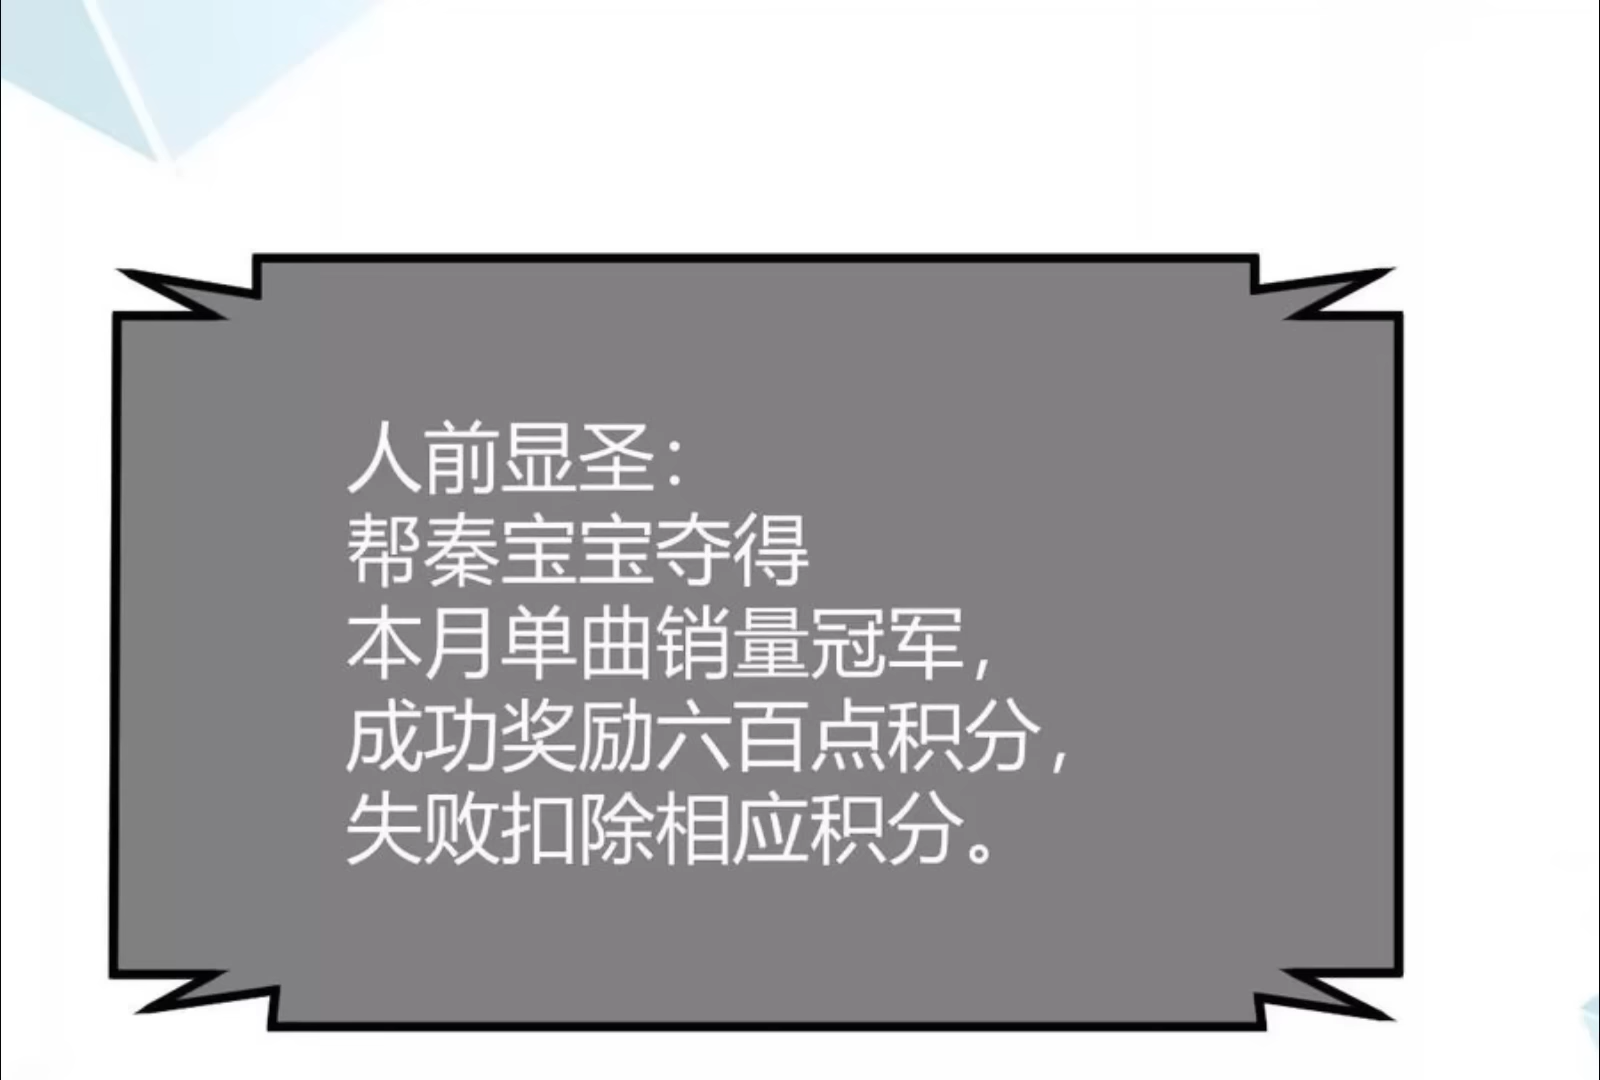 人前显圣：
帮秦宝宝夺得
本月单曲销量冠军，
成功奖励六百点积分，
失败扣除相应积分。